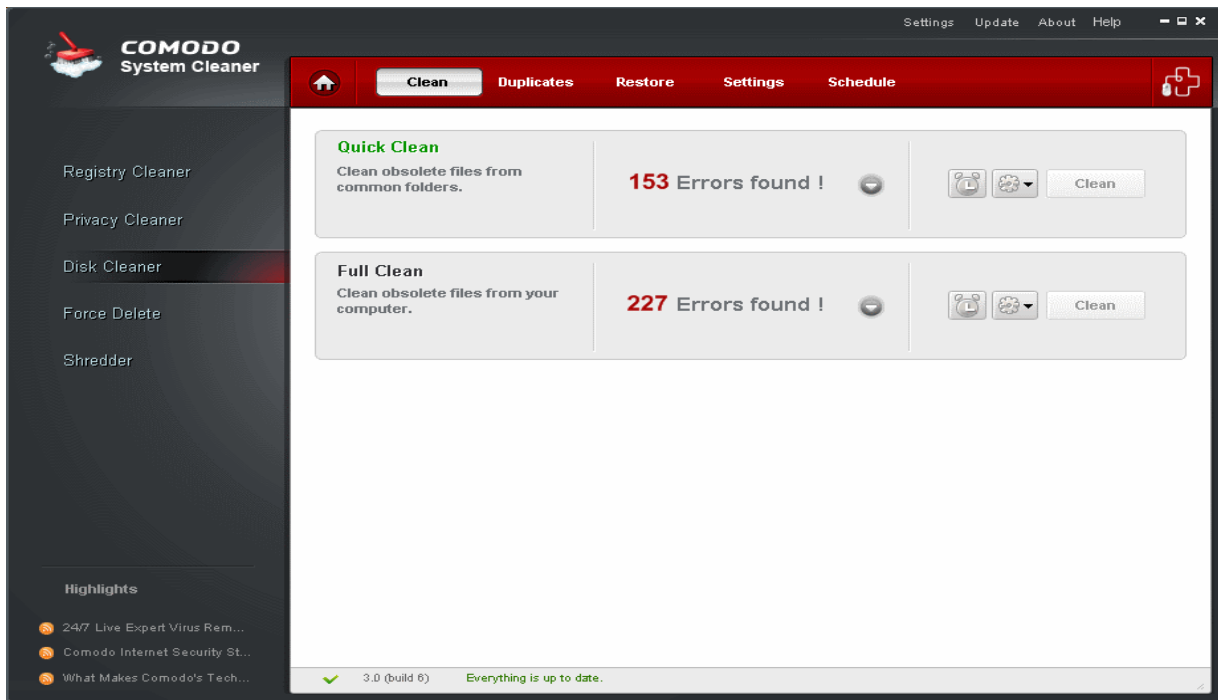 Settings Update About Help
COMODO
System Cleaner
Clean Duplicates Restore Settings Schedule
Registry Cleaner
Privacy Cleaner
Disk Cleaner
Force Delete
Shredder
Quick Clean
Clean obsolete files from
common folders.
153 Errors found !
Clean
Full Clean
Clean obsolete files from your
computer.
227 Errors found !
Clean
Highlights
24/7 Live Expert Virus Rem...
Comodo Internet Security St...
What Makes Comodo's Tech...
3.0 (build 6) Everything is up to date.